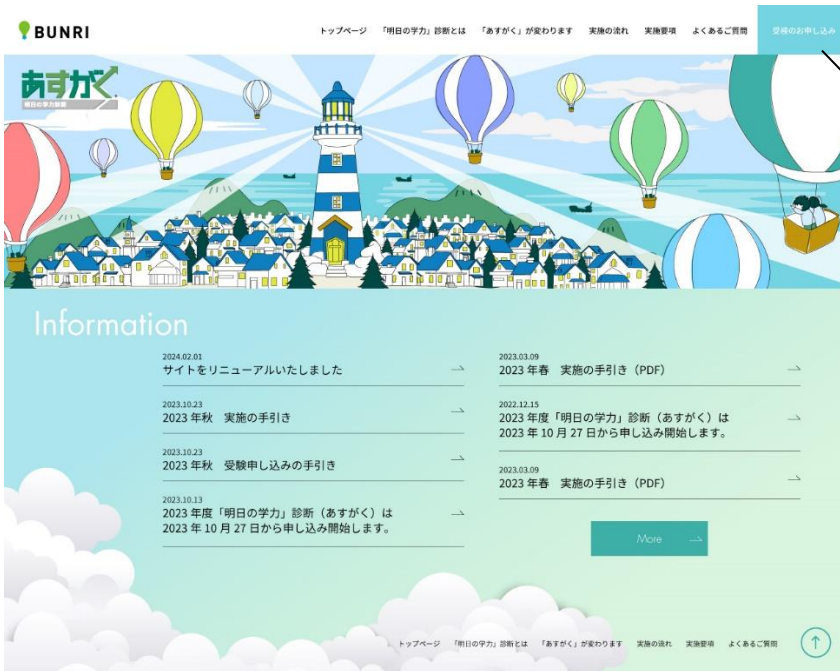 BUNRI
トップページ 「明日の学力」診断とは 「あすがく」が変わります 実施の流れ 実施要項 よくあるご質問 受検のお申し込み
あすがく
明日の学力診断
Information
2024.02.01
サイトをリニューアルいたしました
2023.10.23
2023 年秋 実施の手引き
2023.10.23
2023 年秋 受験申し込みの手引き
2023.10.13
2023 年度「明日の学力」診断（あすがく）は
2023 年 10 月 27 日から申し込み開始します。
2023.03.09
2023 年春 実施の手引き（PDF）
2022.12.15
2023 年度「明日の学力」診断（あすがく）は
2023 年 10 月 27 日から申し込み開始します。
2023.03.09
2023 年春 実施の手引き（PDF）
More
トップページ 「明日の学力」診断とは 「あすがく」が変わります 実施の流れ 実施要項 よくあるご質問